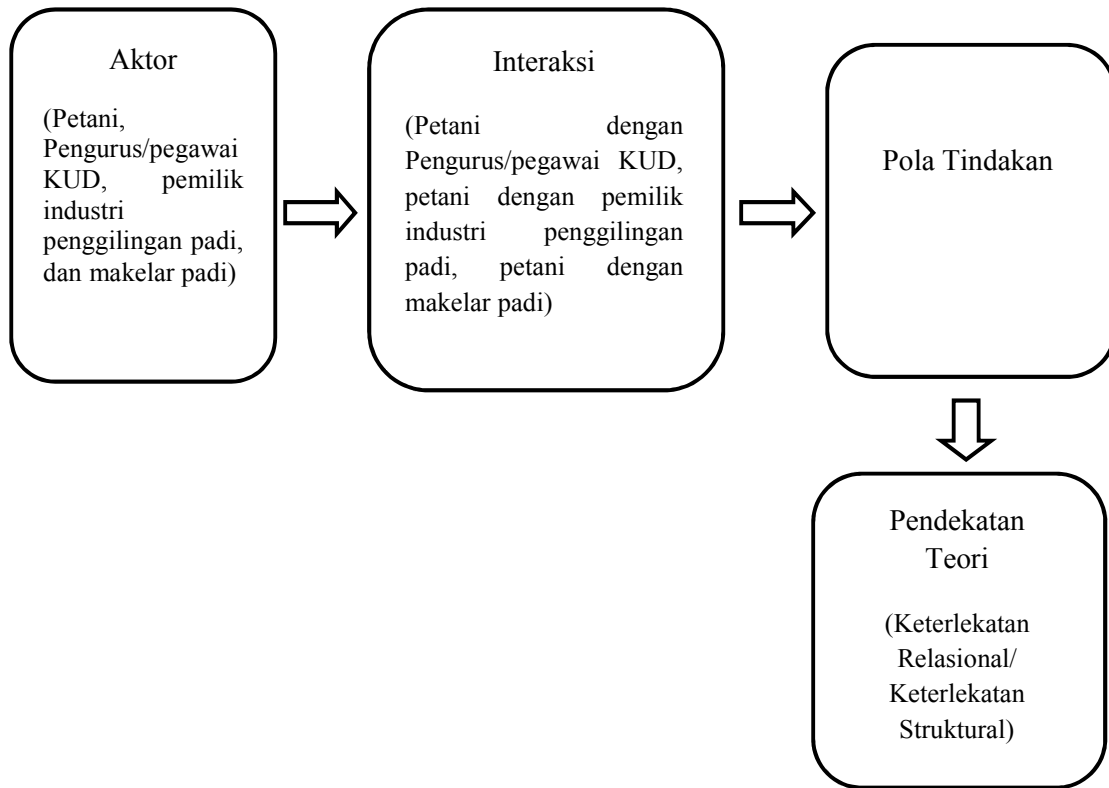 Aktor
(Petani,
Pengurus/pegawai
KUD, pemilik
industri
penggilingan padi,
dan makelar padi)
Interaksi
(Petani dengan
Pengurus/pegawai KUD,
petani dengan pemilik
industri penggilingan
padi, petani dengan
makelar padi)
Pola Tindakan
Pendekatan
Teori
(Keterlekatan
Relasional/
Keterlekatan
Struktural)